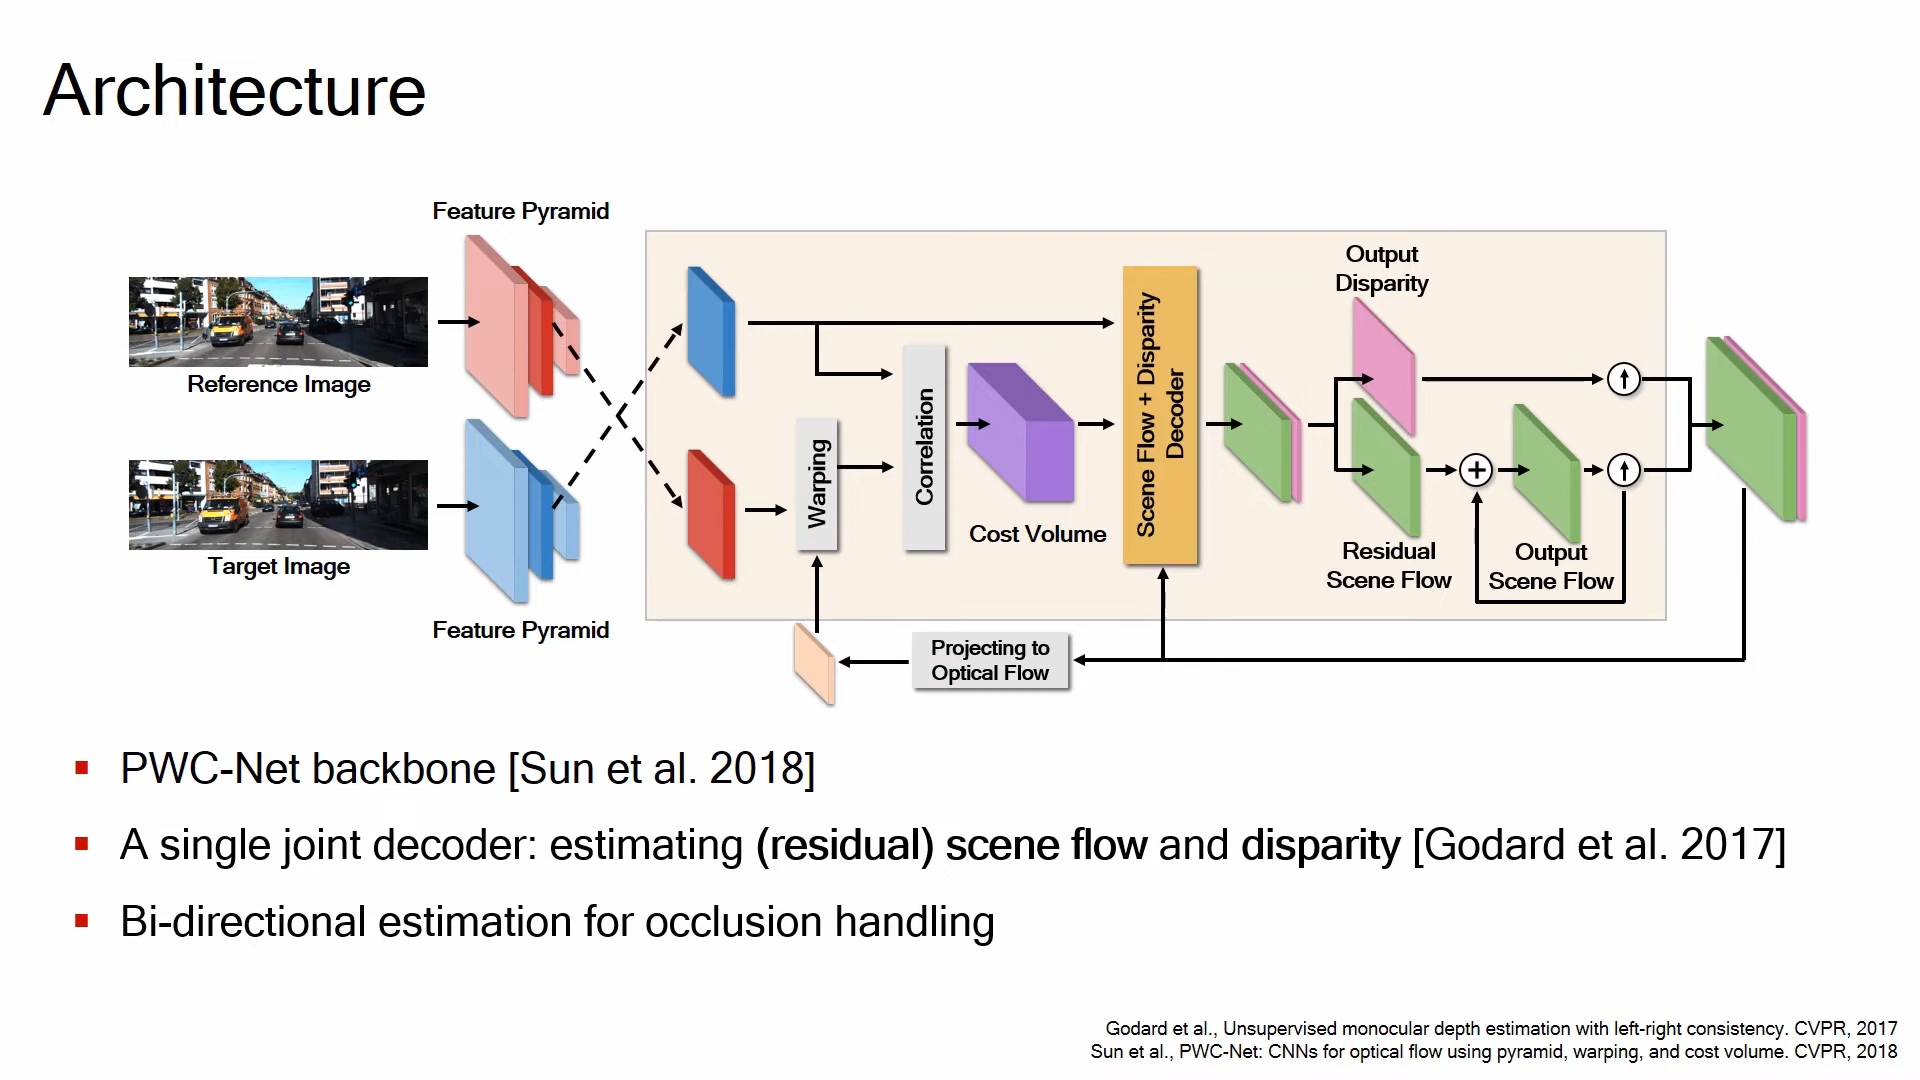 Architecture
Feature Pyramid
Reference Image
Target Image
Feature Pyramid
Warping
Correlation
Cost Volume
Scene Flow + Disparity
Decoder
Output
Disparity
Residual
Scene Flow
Output
Scene Flow
Projecting to
Optical Flow
▪ PWC-Net backbone [Sun et al. 2018]
▪ A single joint decoder: estimating (residual) scene flow and disparity [Godard et al. 2017]
▪ Bi-directional estimation for occlusion handling
Godard et al., Unsupervised monocular depth estimation with left-right consistency. CVPR, 2017
Sun et al., PWC-Net: CNNs for optical flow using pyramid, warping, and cost volume. CVPR, 2018